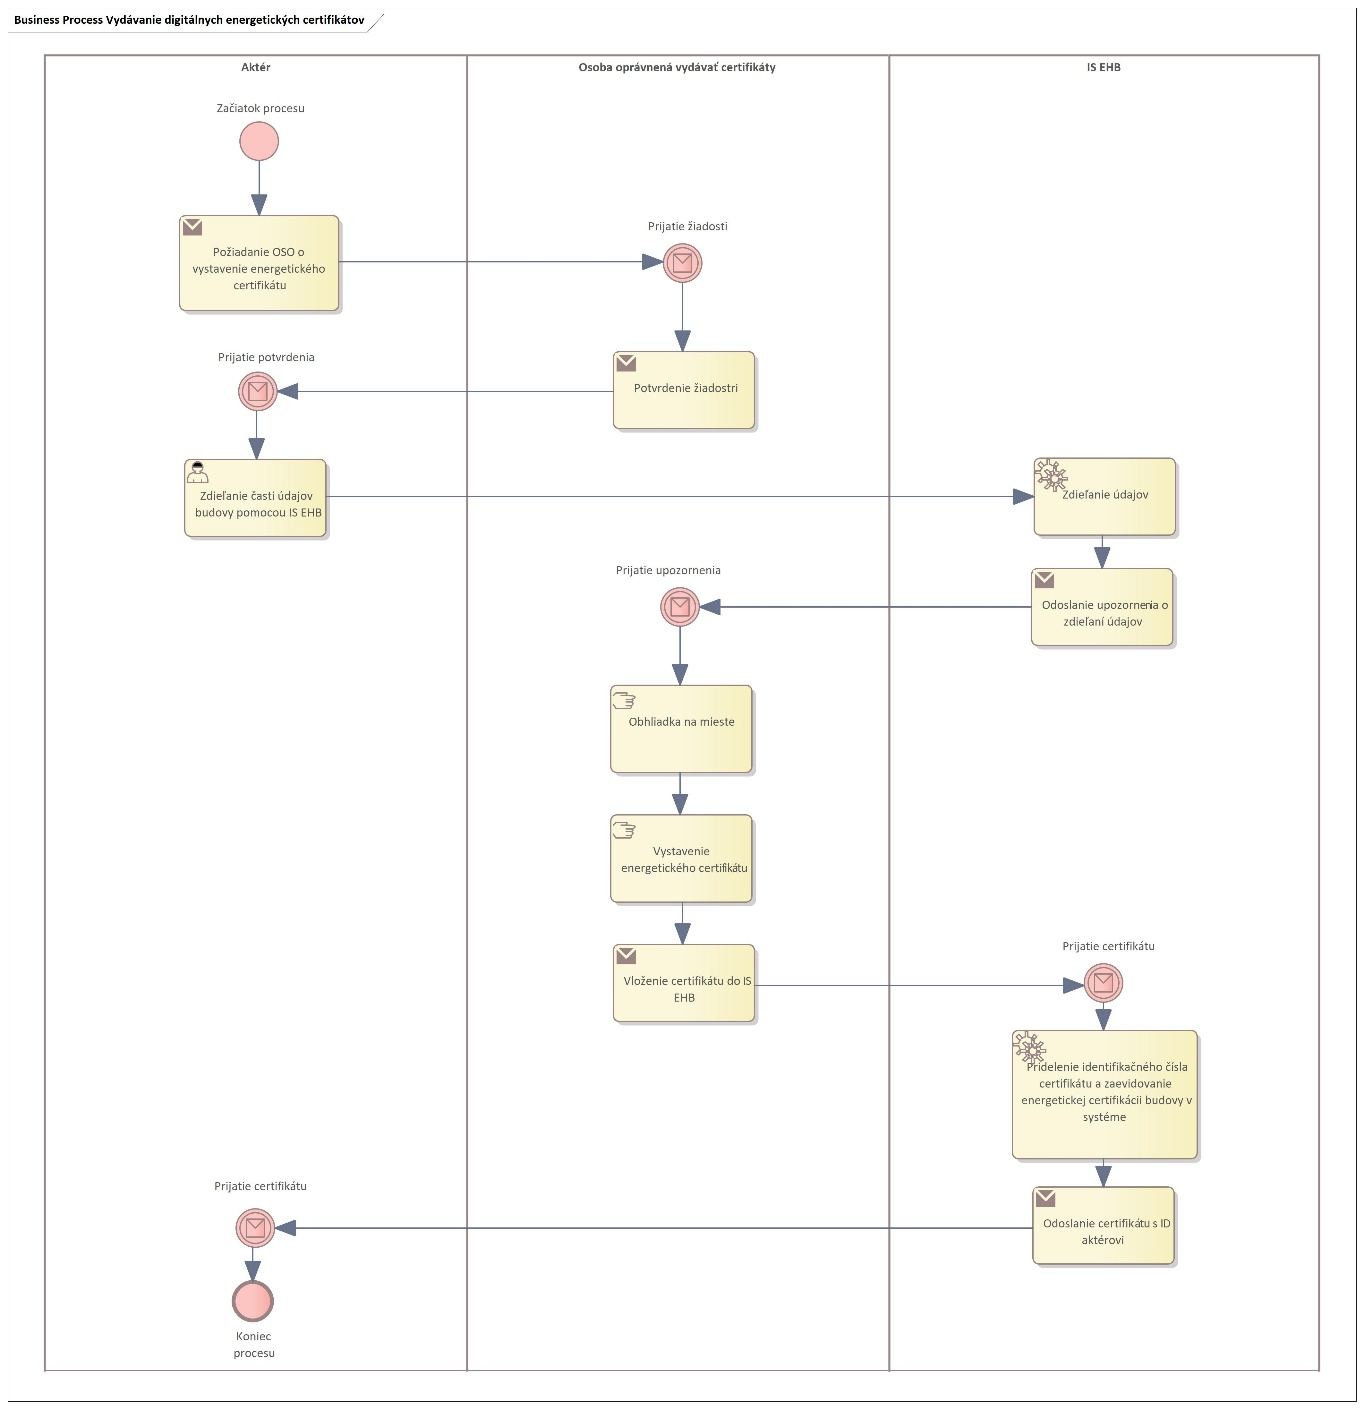 Business Process Vydávanie digitálnych energetických certifikátov
Aktér
Osoba oprávnená vydávať certifikáty
IS EHB
Začiatok procesu
Požiadanie OSO o
vystavenie energetického
certifikátu
Prijatie žiadosti
Prijatie potvrdenia
Potvrdenie žiadostri
Zdieľanie časti údajov
budovy pomocou IS EHB
Zdieľanie údajov
Prijatie upozornenia
Odoslanie upozornenia o
zdieľaní údajov
Obhliadka na mieste
Vystavenie
energetického certifikátu
Vloženie certifikátu do IS
EHB
Prijatie certifikátu
Pridelenie identifikačného čísla
certifikátu a zaevidovanie
energetickej certifikácii budovy v
systéme
Prijatie certifikátu
Odoslanie certifikátu s ID
aktérovi
Koniec
procesu